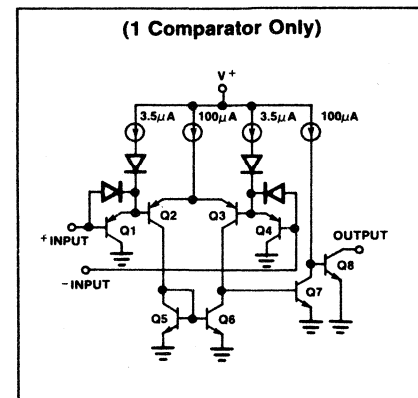 (1 Comparator Only)
V+
3.5µA
100µA
3.5µA
100µA
+INPUT
Q1
Q2
Q3
Q4
OUTPUT
Q8
-INPUT
Q7
Q5
Q6